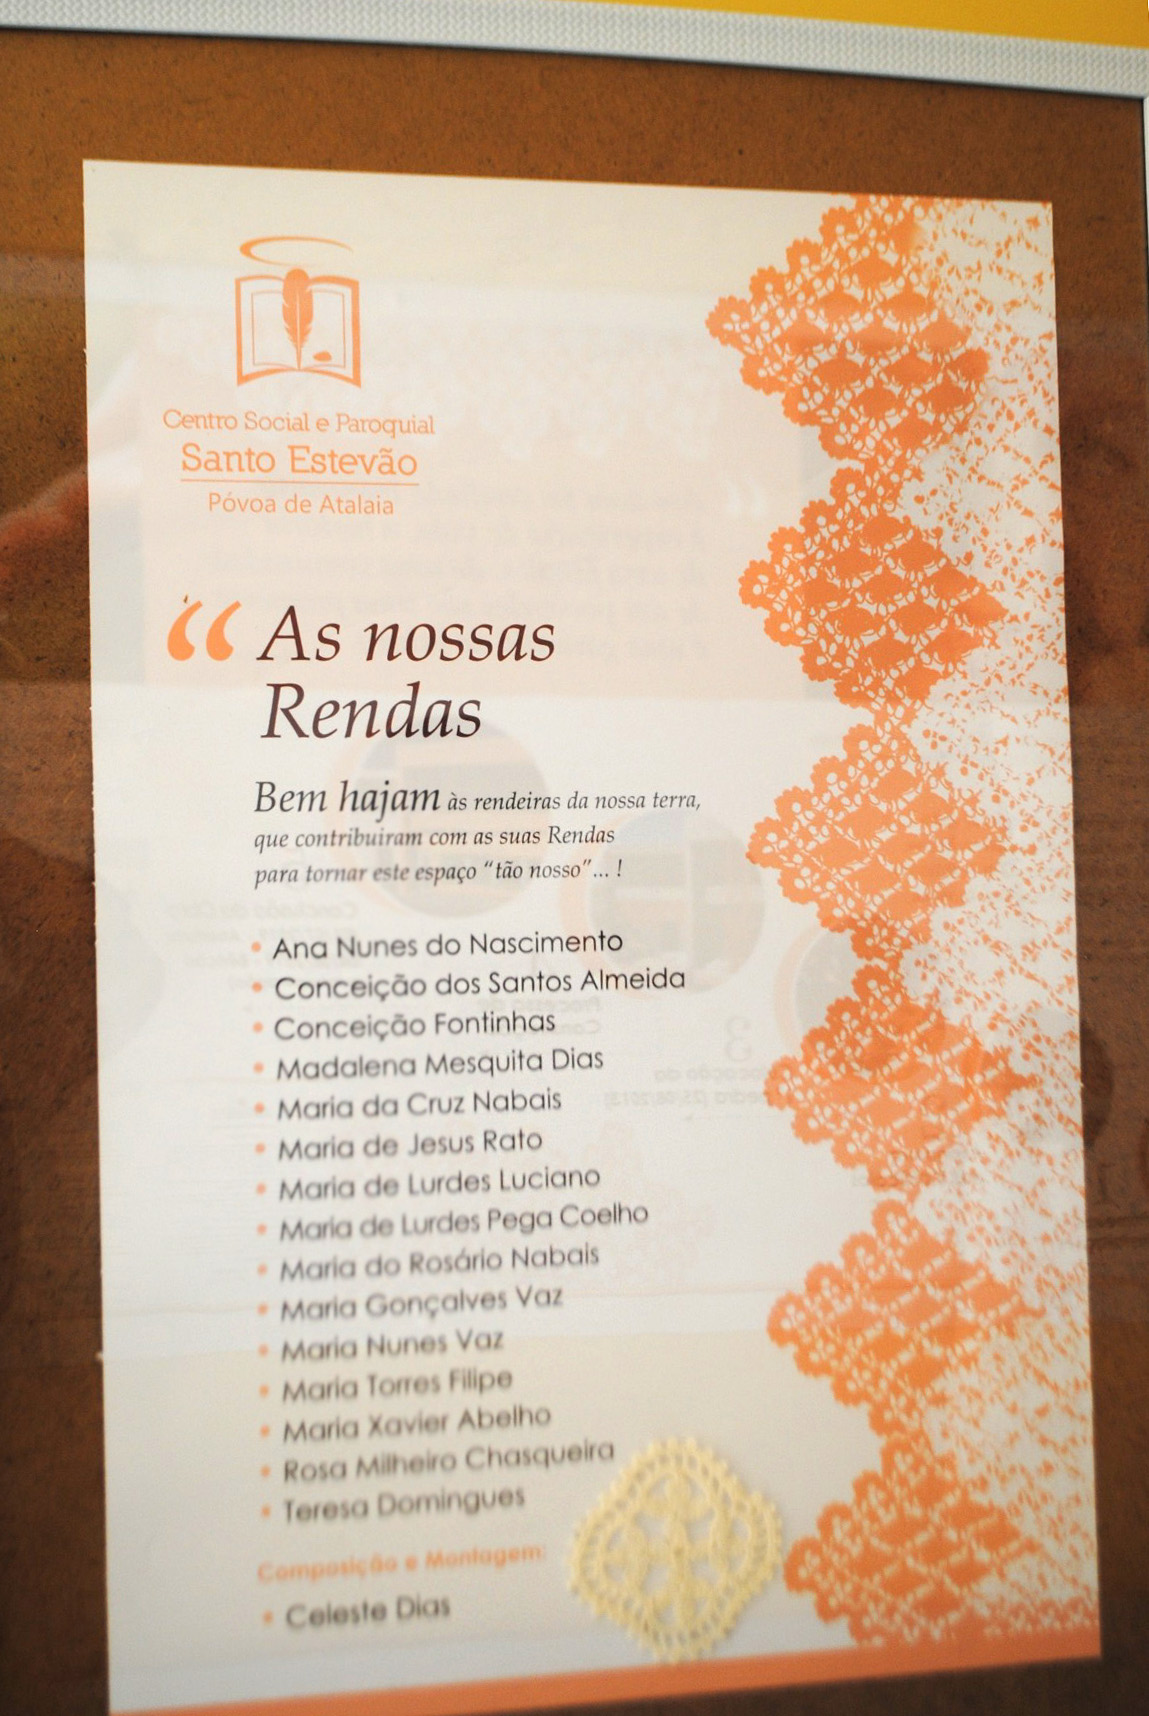 Centro Social e Paroquial
Santo Estevão
Póvoa de Atalaia
“ As nossas
Rendas
Bem hajam às rendeiras da nossa terra,
que contribuiram com as suas Rendas
para tornar este espaço “tão nosso”... !
• Ana Nunes do Nascimento
• Conceição dos Santos Almeida
• Conceição Fontinhas
• Madalena Mesquita Dias
• Maria da Cruz Nabais
• Maria de Jesus Rato
• Maria de Lurdes Luciano
• Maria de Lurdes Pega Coelho
• Maria do Rosário Nabais
• Maria Gonçalves Vaz
• Maria Nunes Vaz
• Maria Torres Filipe
• Maria Xavier Abelho
• Rosa Milheiro Chasqueira
• Teresa Domingues
Composição e Montagem:
• Celeste Dias